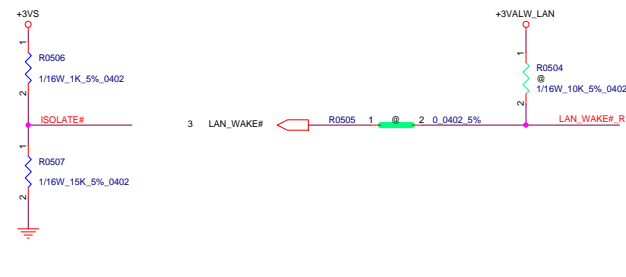 +3VS
+3VALW_LAN
1
R0506
1/16W_1K_5%_0402
2
1
R0504
@
1/16W_10K_5%_0402
2
ISOLATE#
3 LAN_WAKE#
R0505 1 @ 2 0_0402_5%
LAN_WAKE#_R
1
R0507
1/16W_15K_5%_0402
2